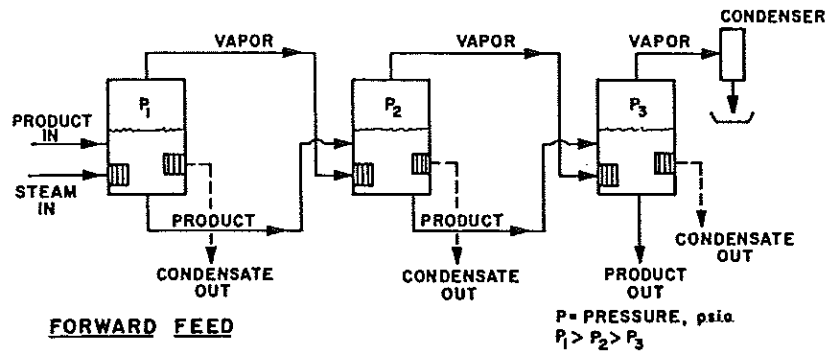 CONDENSER
VAPOR
VAPOR
VAPOR
P1
P2
P3
PRODUCT
IN
STEAM
IN
PRODUCT
PRODUCT
CONDENSATE
OUT
CONDENSATE
OUT
PRODUCT
OUT
CONDENSATE
OUT
FORWARD FEED
P= PRESSURE, p.s.i.a.
P1 > P2 > P3